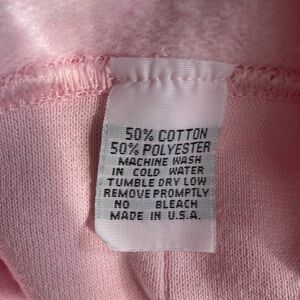 50% COTTON
50% POLYESTER
MACHINE WASH
IN COLD WATER
TUMBLE DRY LOW
REMOVE PROMPTLY
NO BLEACH
MADE IN U.S.A.